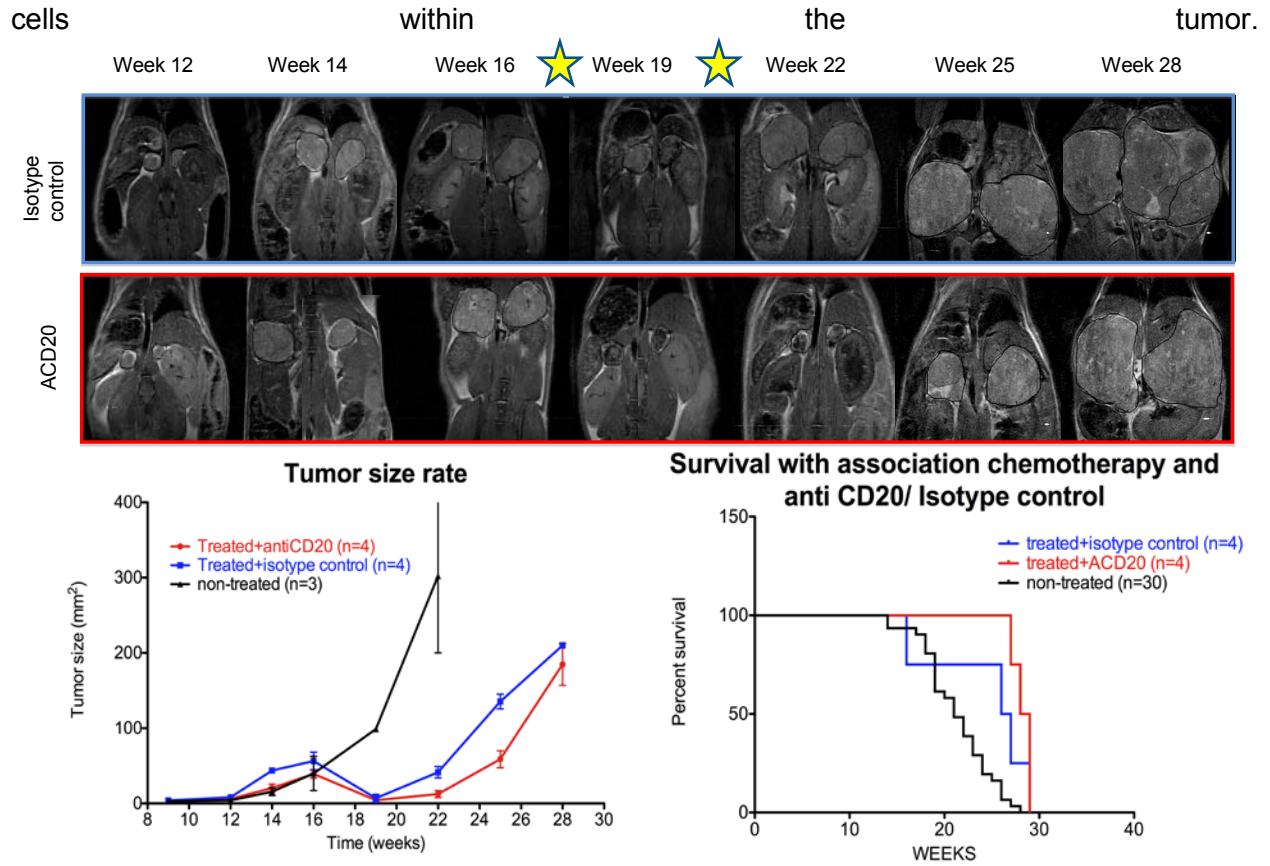 cells within the tumor.
Week 12 Week 14 Week 16 Week 19 Week 22 Week 25 Week 28
Isotype
control
ACD20
Tumor size rate
400
300
200
100
0
Tumor size (mm²)
Treated+antiCD20 (n=4)
Treated+isotype control (n=4)
non-treated (n=3)
8 10 12 14 16 18 20 22 24 26 28 30
Time (weeks)
Survival with association chemotherapy and
anti CD20/ Isotype control
150
100
50
0
Percent survival
treated+isotype control (n=4)
treated+ACD20 (n=4)
non-treated (n=30)
0 10 20 30 40
WEEKS